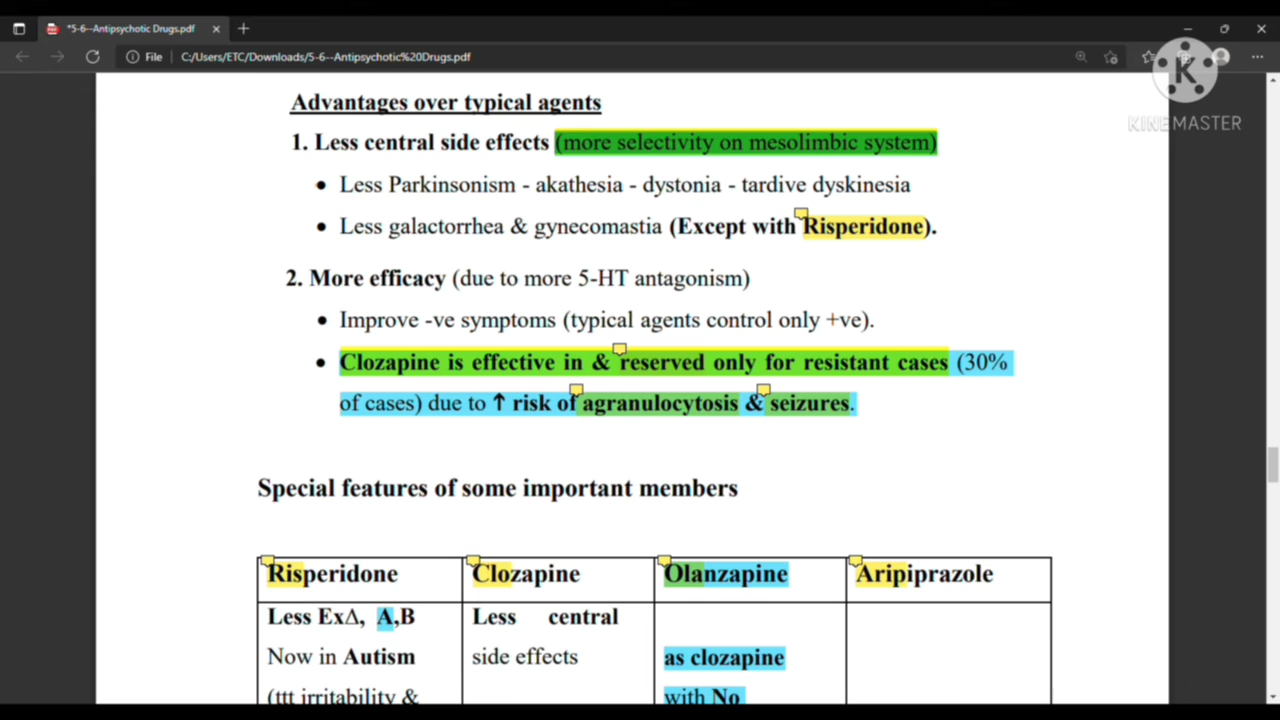 *5-6--Antipsychotic Drugs.pdf
File | C:/Users/ETC/Downloads/5-6--Antipsychotic%20Drugs.pdf
K
KINEMASTER
Advantages over typical agents
1. Less central side effects (more selectivity on mesolimbic system)
• Less Parkinsonism - akathesia - dystonia - tardive dyskinesia
• Less galactorrhea & gynecomastia (Except with Risperidone).
2. More efficacy (due to more 5-HT antagonism)
• Improve -ve symptoms (typical agents control only +ve).
• Clozapine is effective in & reserved only for resistant cases (30%
of cases) due to ↑ risk of agranulocytosis & seizures.
Special features of some important members
Risperidone Clozapine Olanzapine Aripiprazole
Less Ex∆, A,B
Now in Autism
(ttt irritability &
Less central
side effects
as clozapine
with No